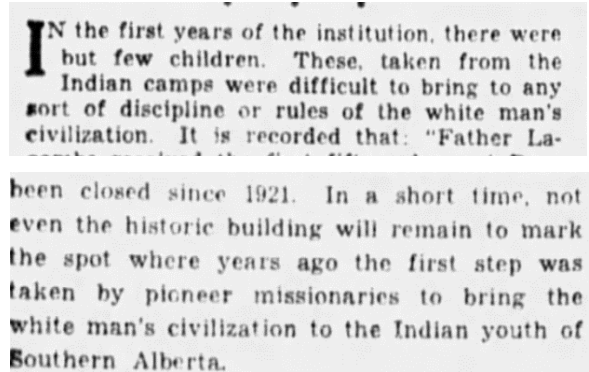 IN the first years of the institution, there were
but few children. These, taken from the
Indian camps were difficult to bring to any
sort of discipline or rules of the white man's
civilization. It is recorded that: "Father La-
been closed since 1921. In a short time, not
even the historic building will remain to mark
the spot where years ago the first step was
taken by pioneer missionaries to bring the
white man's civilization to the Indian youth of
Southern Alberta.